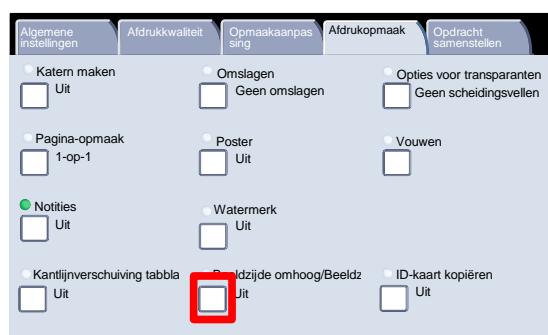 Algemene
instellingen
Afdrukkwaliteit
Opmaakaanpas
sing
Afdrukopmaak
Opdracht
samenstellen
Katern maken
Uit
Omslagen
Geen omslagen
Opties voor transparanten
Geen scheidingsvellen
Pagina-opmaak
1-op-1
Poster
Uit
Vouwen
Notities
Uit
Watermerk
Uit
Kantlijnverschuiving tabbla
Uit
Beeldzijde omhoog/Beeldz
Uit
ID-kaart kopiëren
Uit